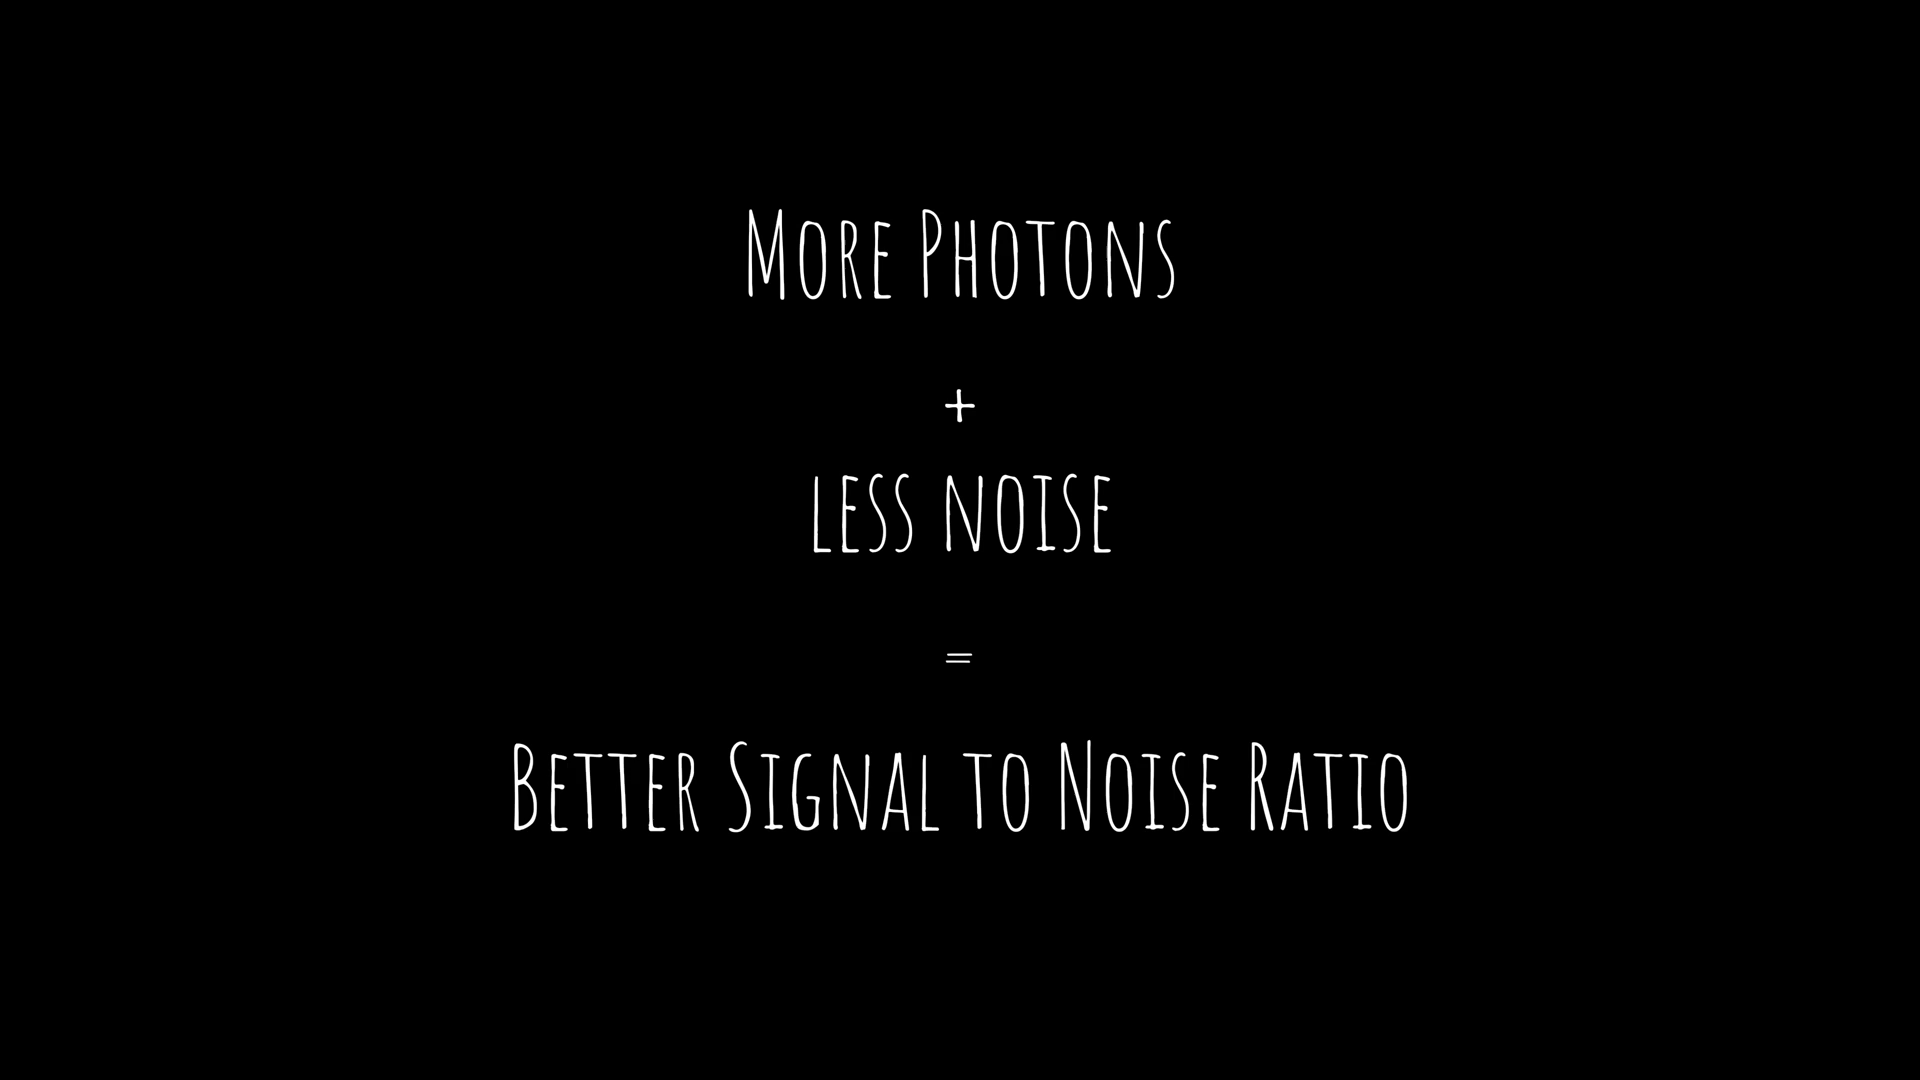 More Photons
+
less noise
=
Better Signal to Noise Ratio